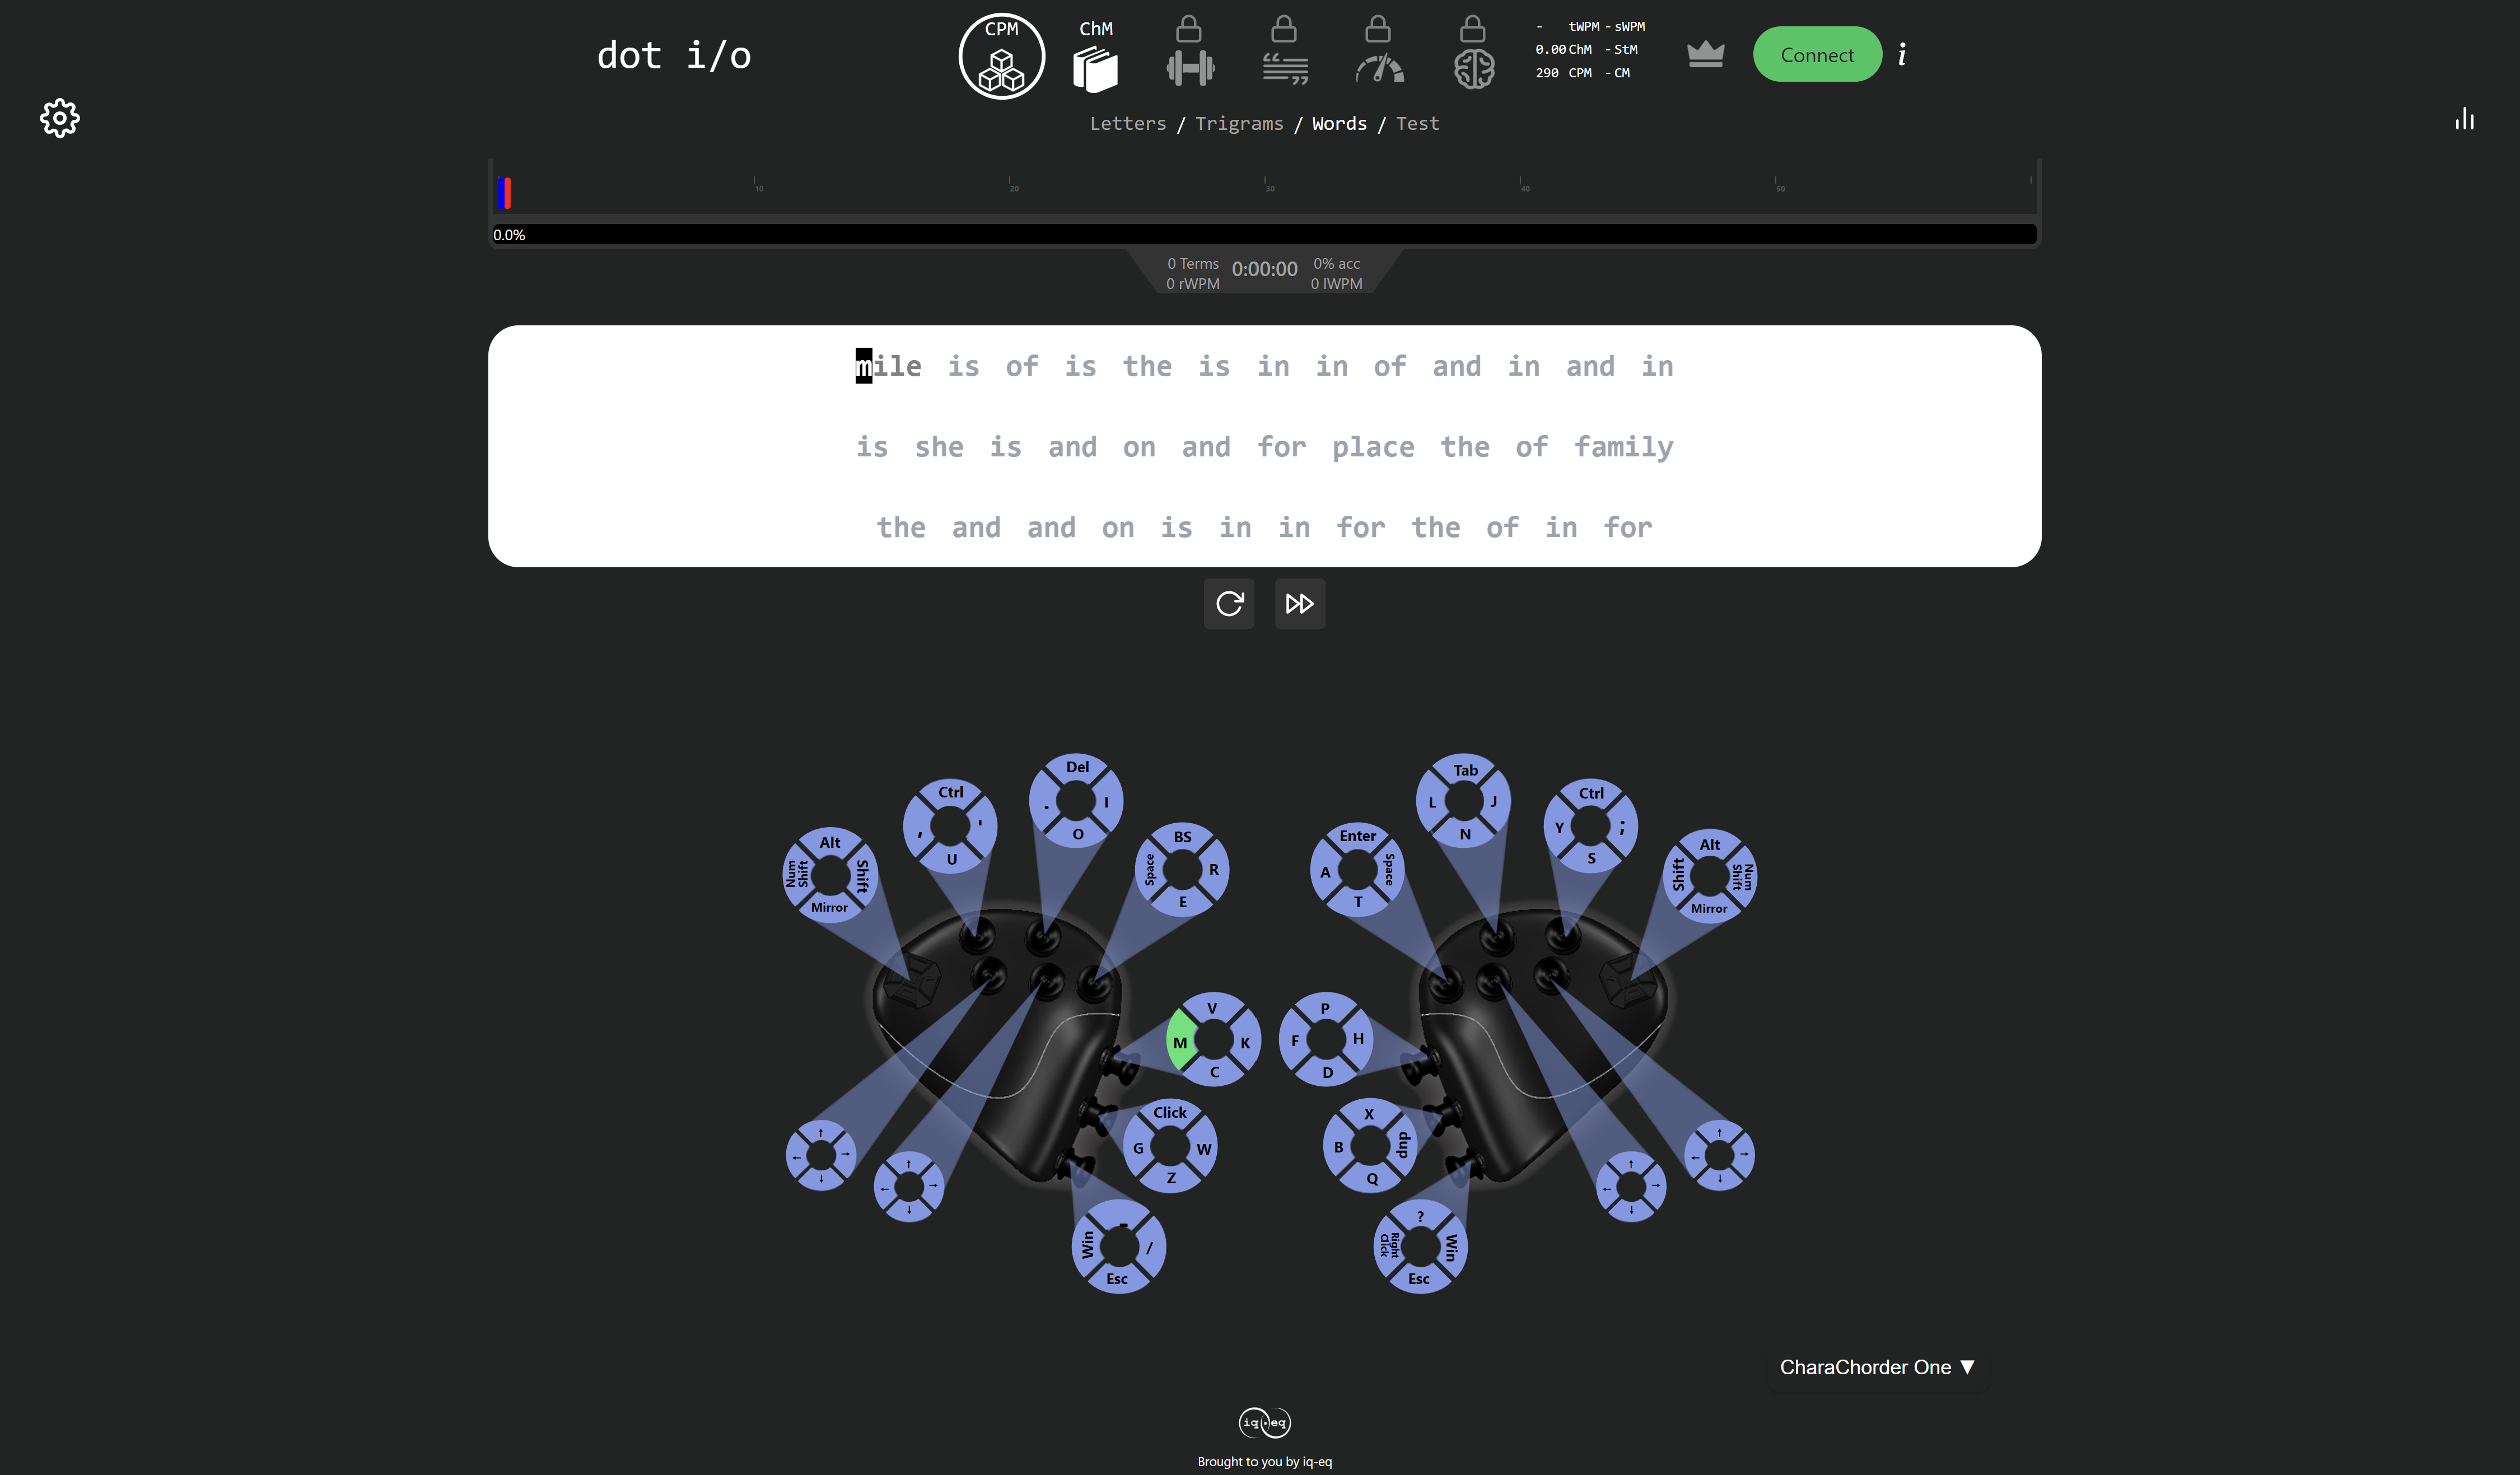 dot i/o
CPM
ChM
- tWPM - sWPM
0.00 ChM - StM
290 CPM - CM
Connect
i
Letters / Trigrams / Words / Test
10 20 30 40 50
0.0%
0 Terms 0:00:00 0% acc
0 rWPM 0 lWPM
mile is of is the is in in of and in and in
is she is and on and for place the of family
the and and on is in in for the of in for
Alt
Num Shift
Shift
Mirror
Ctrl
,
'
U
Del
.
I
O
BS
Space
R
E
Enter
A
Space
T
Tab
L
J
N
Ctrl
Y
;
S
Alt
Shift
Num Shift
Mirror
V
M
K
C
P
F
H
D
Click
G
W
Z
X
B
dup
Q
↑
← →
↓
↑
← →
↓
↑
← →
↓
↑
← →
↓
-
Win
/
Esc
?
Right Click
Win
Esc
CharaChorder One ▼
iq eq
Brought to you by iq-eq